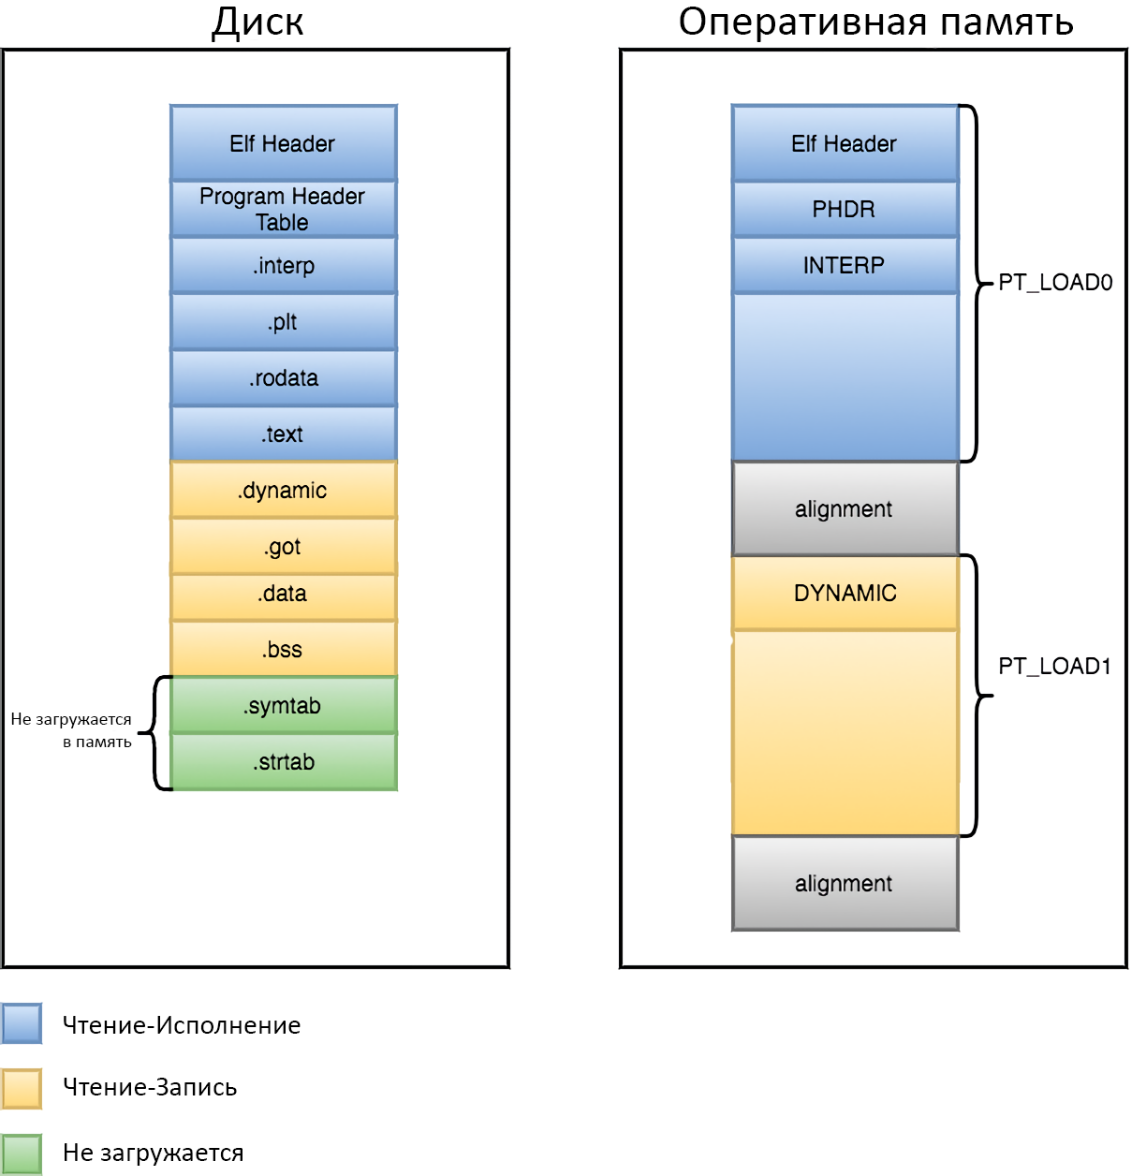 Диск
Elf Header
Program Header
Table
.interp
.plt
.rodata
.text
.dynamic
.got
.data
.bss
.symtab
.strtab
Не загружается
в память
Оперативная память
Elf Header
PHDR
INTERP
PT_LOAD0
alignment
DYNAMIC
PT_LOAD1
alignment
Чтение-Исполнение
Чтение-Запись
Не загружается